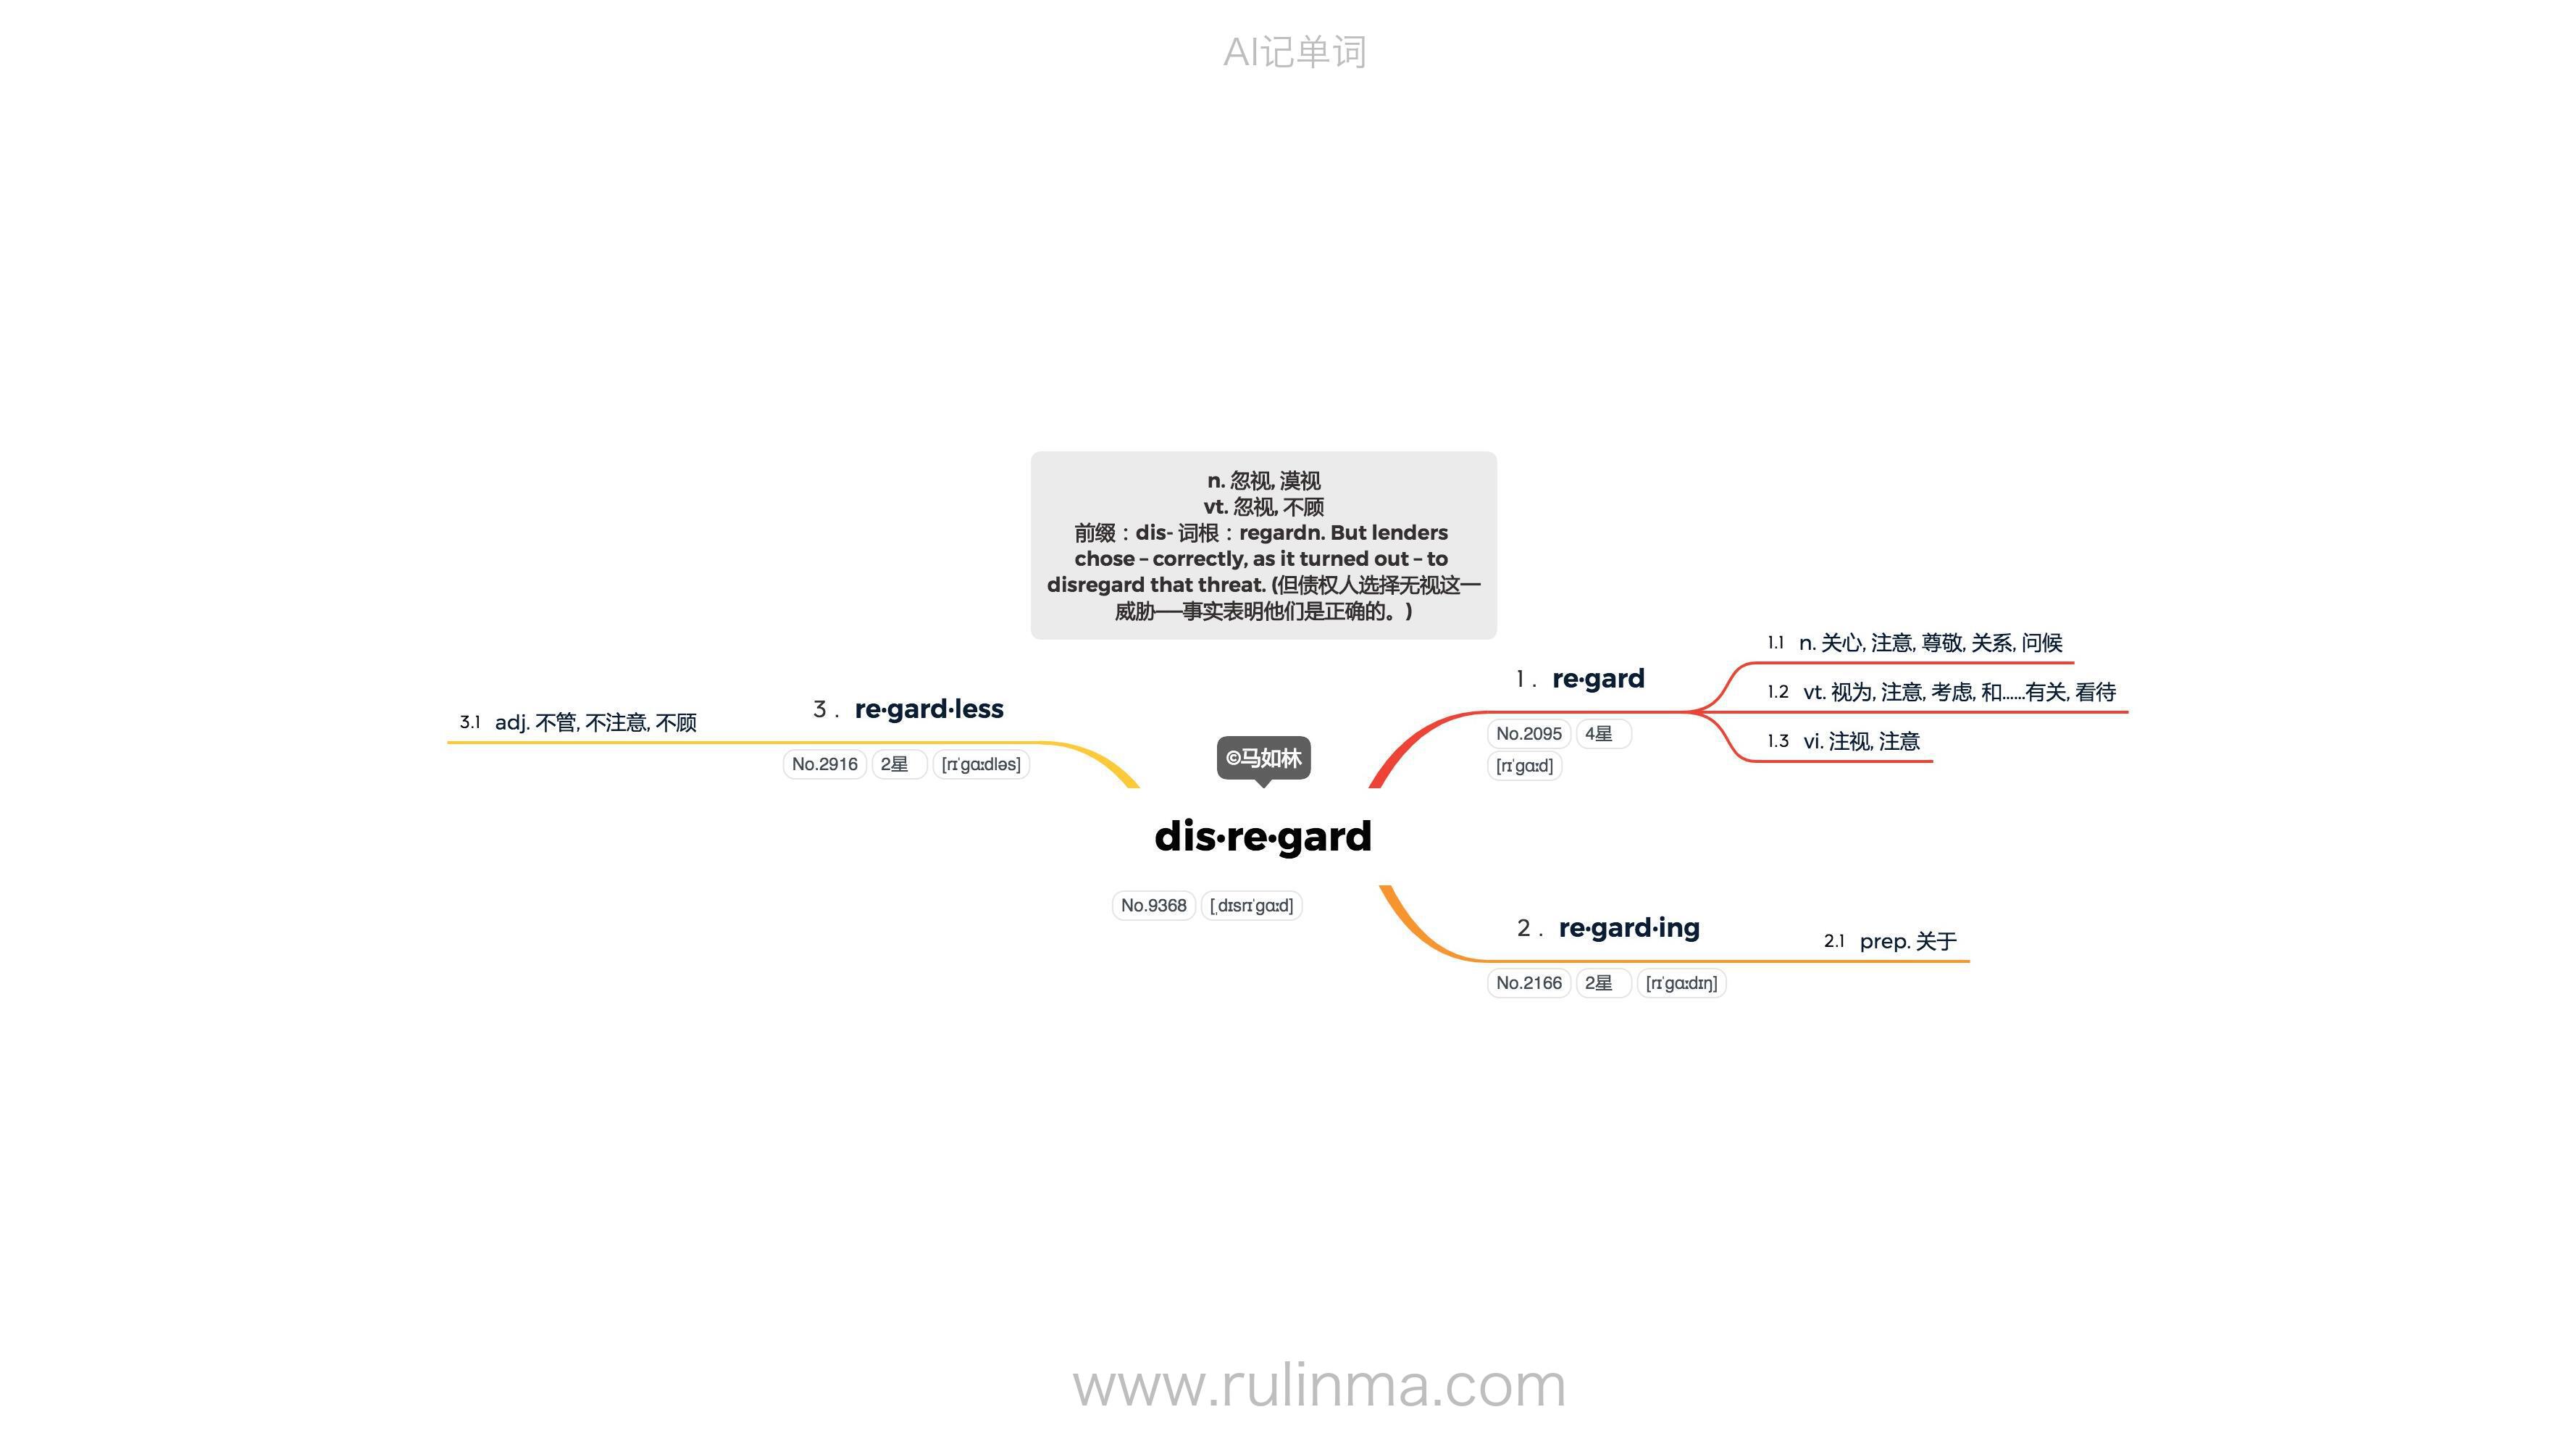 AI记单词
n. 忽视, 漠视
vt. 忽视, 不顾
前缀：dis- 词根：regardn. But lenders
chose – correctly, as it turned out – to
disregard that threat. (但债权人选择无视这一
威胁——事实表明他们是正确的。)
©马如林
dis·re·gard
No.9368 [ˌdɪsrɪˈɡɑːd]
1. re·gard
No.2095 4星
[rɪˈɡɑːd]
1.1 n. 关心, 注意, 尊敬, 关系, 问候
1.2 vt. 视为, 注意, 考虑, 和……有关, 看待
1.3 vi. 注视, 注意
2. re·gard·ing
No.2166 2星 [rɪˈɡɑːdɪŋ]
2.1 prep. 关于
3. re·gard·less
No.2916 2星 [rɪˈɡɑːdləs]
3.1 adj. 不管, 不注意, 不顾
www.rulinma.com